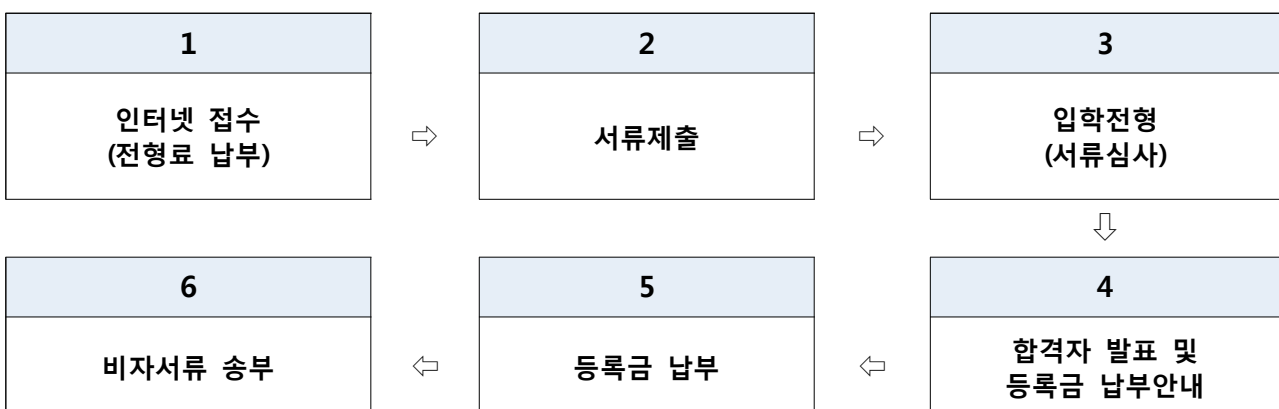 1
인터넷 접수
(전형료 납부)
⇨
2
서류제출
⇨
3
입학전형
(서류심사)
⇩
4
합격자 발표 및
등록금 납부안내
⇦
5
등록금 납부
⇦
6
비자서류 송부